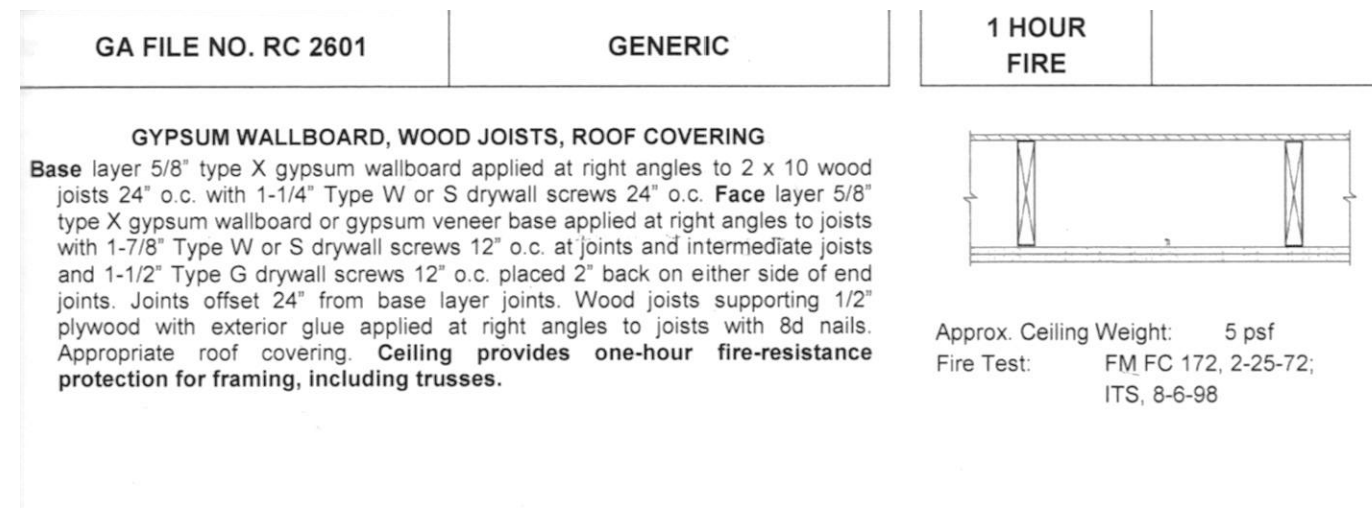 GA FILE NO. RC 2601
GENERIC
1 HOUR
FIRE
GYPSUM WALLBOARD, WOOD JOISTS, ROOF COVERING
Base layer 5/8" type X gypsum wallboard applied at right angles to 2 x 10 wood
joists 24" o.c. with 1-1/4" Type W or S drywall screws 24" o.c. Face layer 5/8"
type X gypsum wallboard or gypsum veneer base applied at right angles to joists
with 1-7/8" Type W or S drywall screws 12" o.c. at joints and intermediate joists
and 1-1/2" Type G drywall screws 12" o.c. placed 2" back on either side of end
joints. Joints offset 24" from base layer joints. Wood joists supporting 1/2"
plywood with exterior glue applied at right angles to joists with 8d nails.
Appropriate roof covering. Ceiling provides one-hour fire-resistance
protection for framing, including trusses.
Approx. Ceiling Weight: 5 psf
Fire Test: FM FC 172, 2-25-72;
ITS, 8-6-98